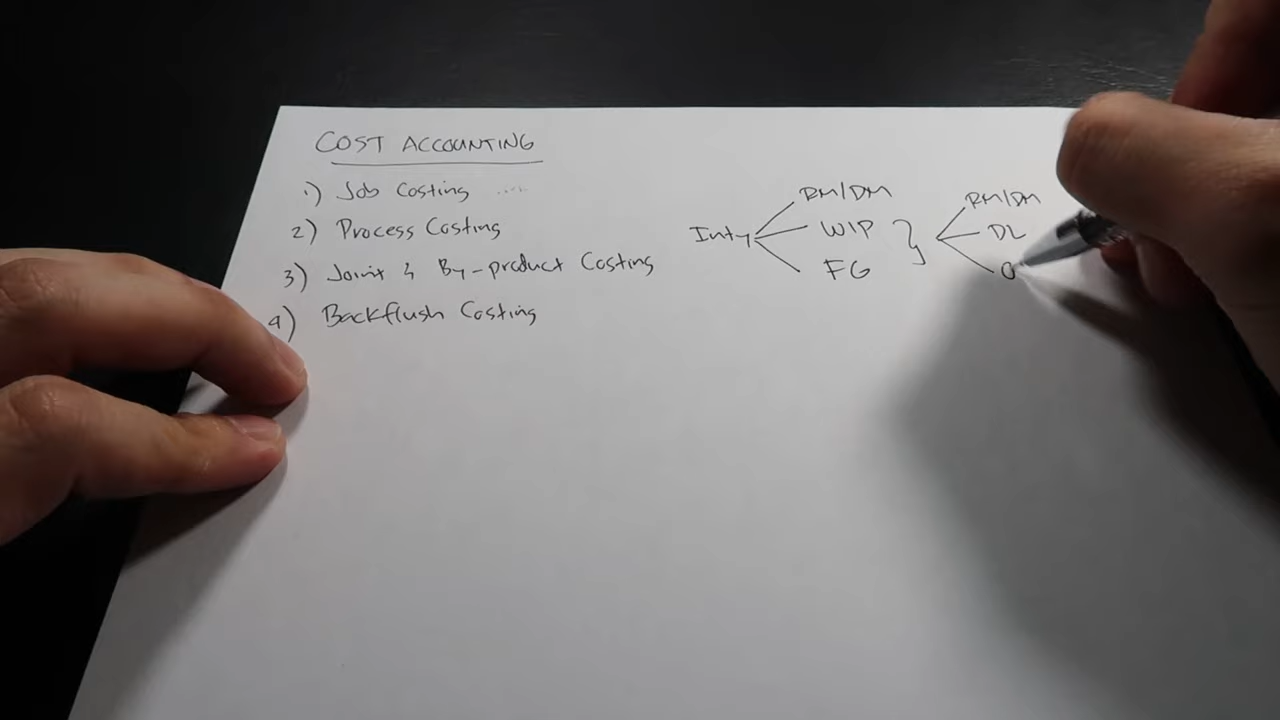 COST ACCOUNTING
1) Job Costing ....
2) Process Costing
3) Joint & By-product Costing
4) Backflush Costing
Inty
RM/DM
WIP
FG
RM/DM
DL
O